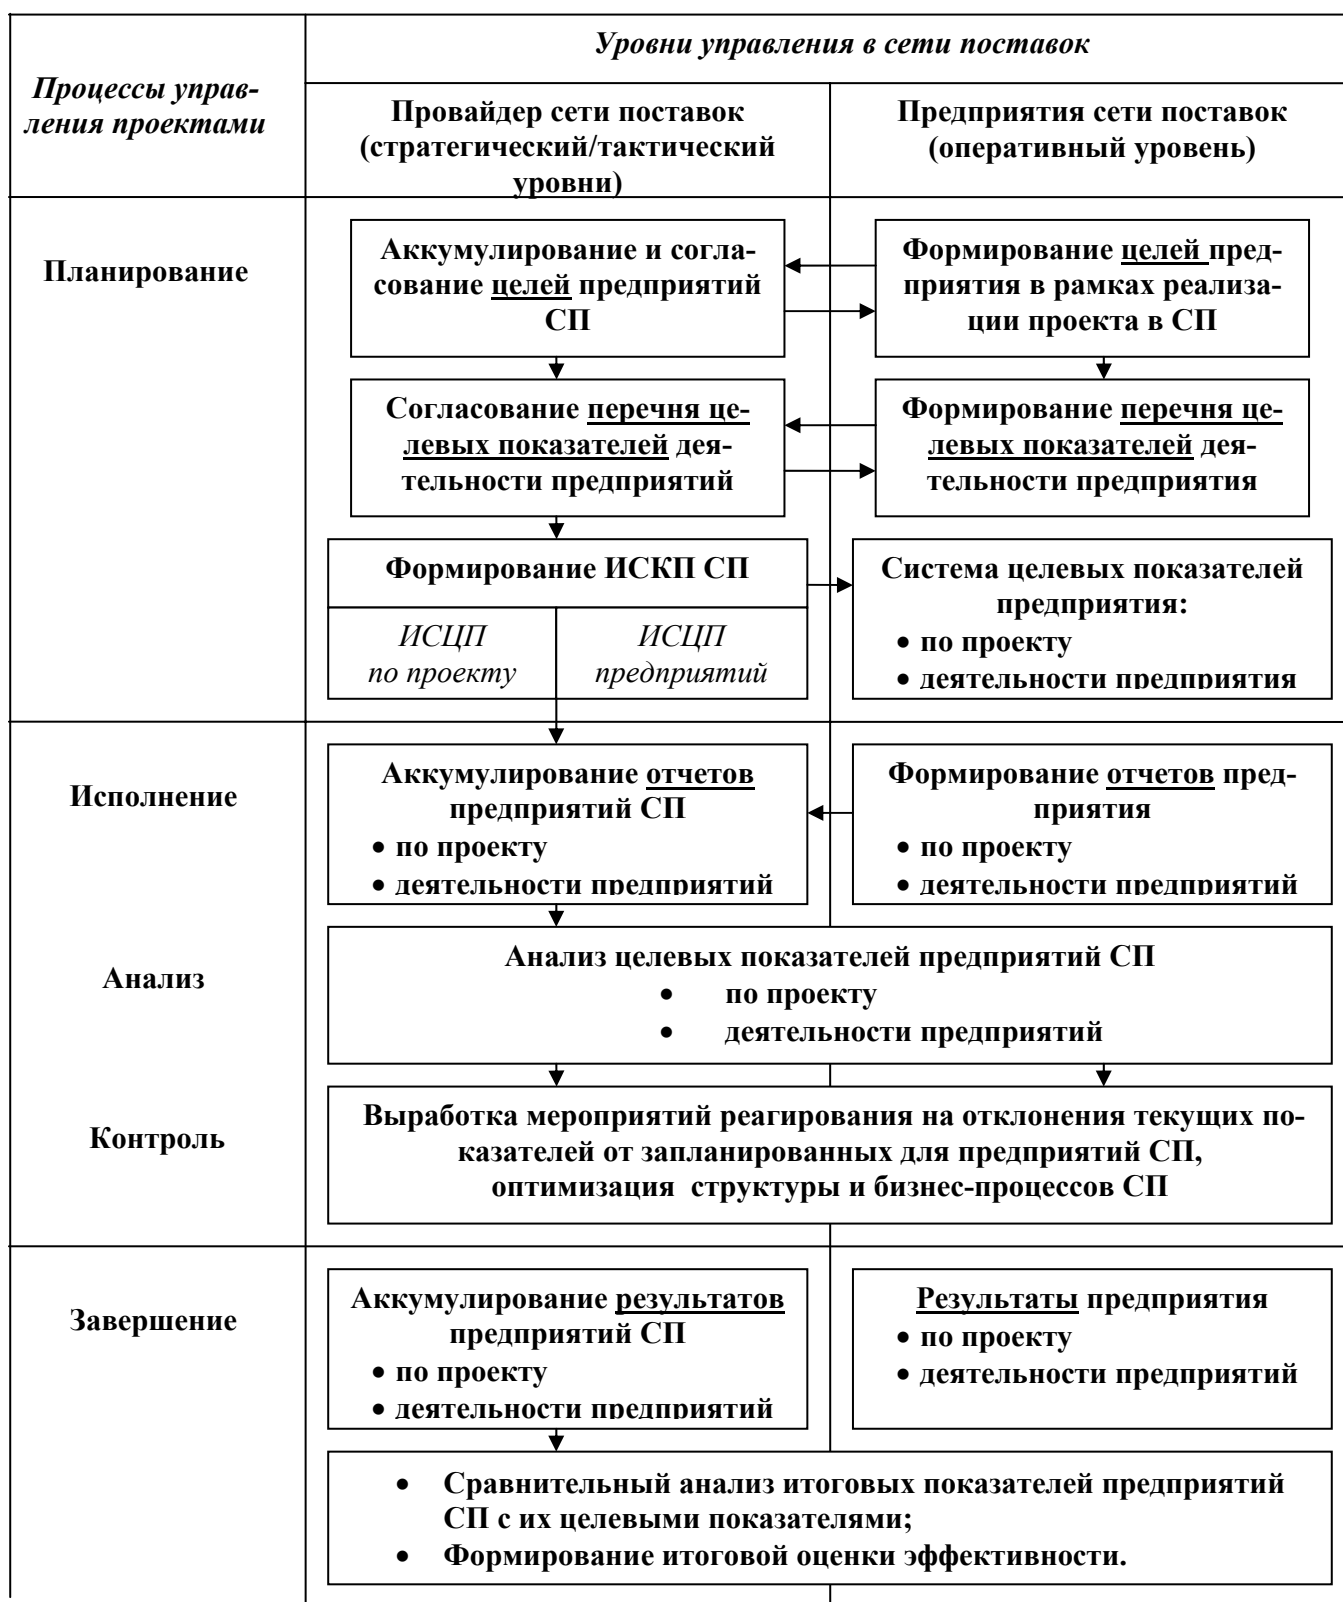 Уровни управления в сети поставок
Процессы управ-
ления проектами
Провайдер сети поставок
(стратегический/тактический
уровни)
Предприятия сети поставок
(оперативный уровень)
Планирование
Аккумулирование и согла-
сование целей предприятий
СП
Формирование целей пред-
приятия в рамках реализа-
ции проекта в СП
Согласование перечня це-
левых показателей дея-
тельности предприятий
Формирование перечня це-
левых показателей дея-
тельности предприятия
Формирование ИСКП СП
ИСЦП
по проекту
ИСЦП
предприятий
Система целевых показателей
предприятия:
• по проекту
• деятельности предприятия
Исполнение
Аккумулирование отчетов
предприятий СП
• по проекту
• деятельности предприятий
Формирование отчетов пред-
приятия
• по проекту
• деятельности предприятий
Анализ
Анализ целевых показателей предприятий СП
• по проекту
• деятельности предприятий
Контроль
Выработка мероприятий реагирования на отклонения текущих по-
казателей от запланированных для предприятий СП,
оптимизация структуры и бизнес-процессов СП
Завершение
Аккумулирование результатов
предприятий СП
• по проекту
• деятельности предприятий
Результаты предприятия
• по проекту
• деятельности предприятий
• Сравнительный анализ итоговых показателей предприятий
СП с их целевыми показателями;
• Формирование итоговой оценки эффективности.